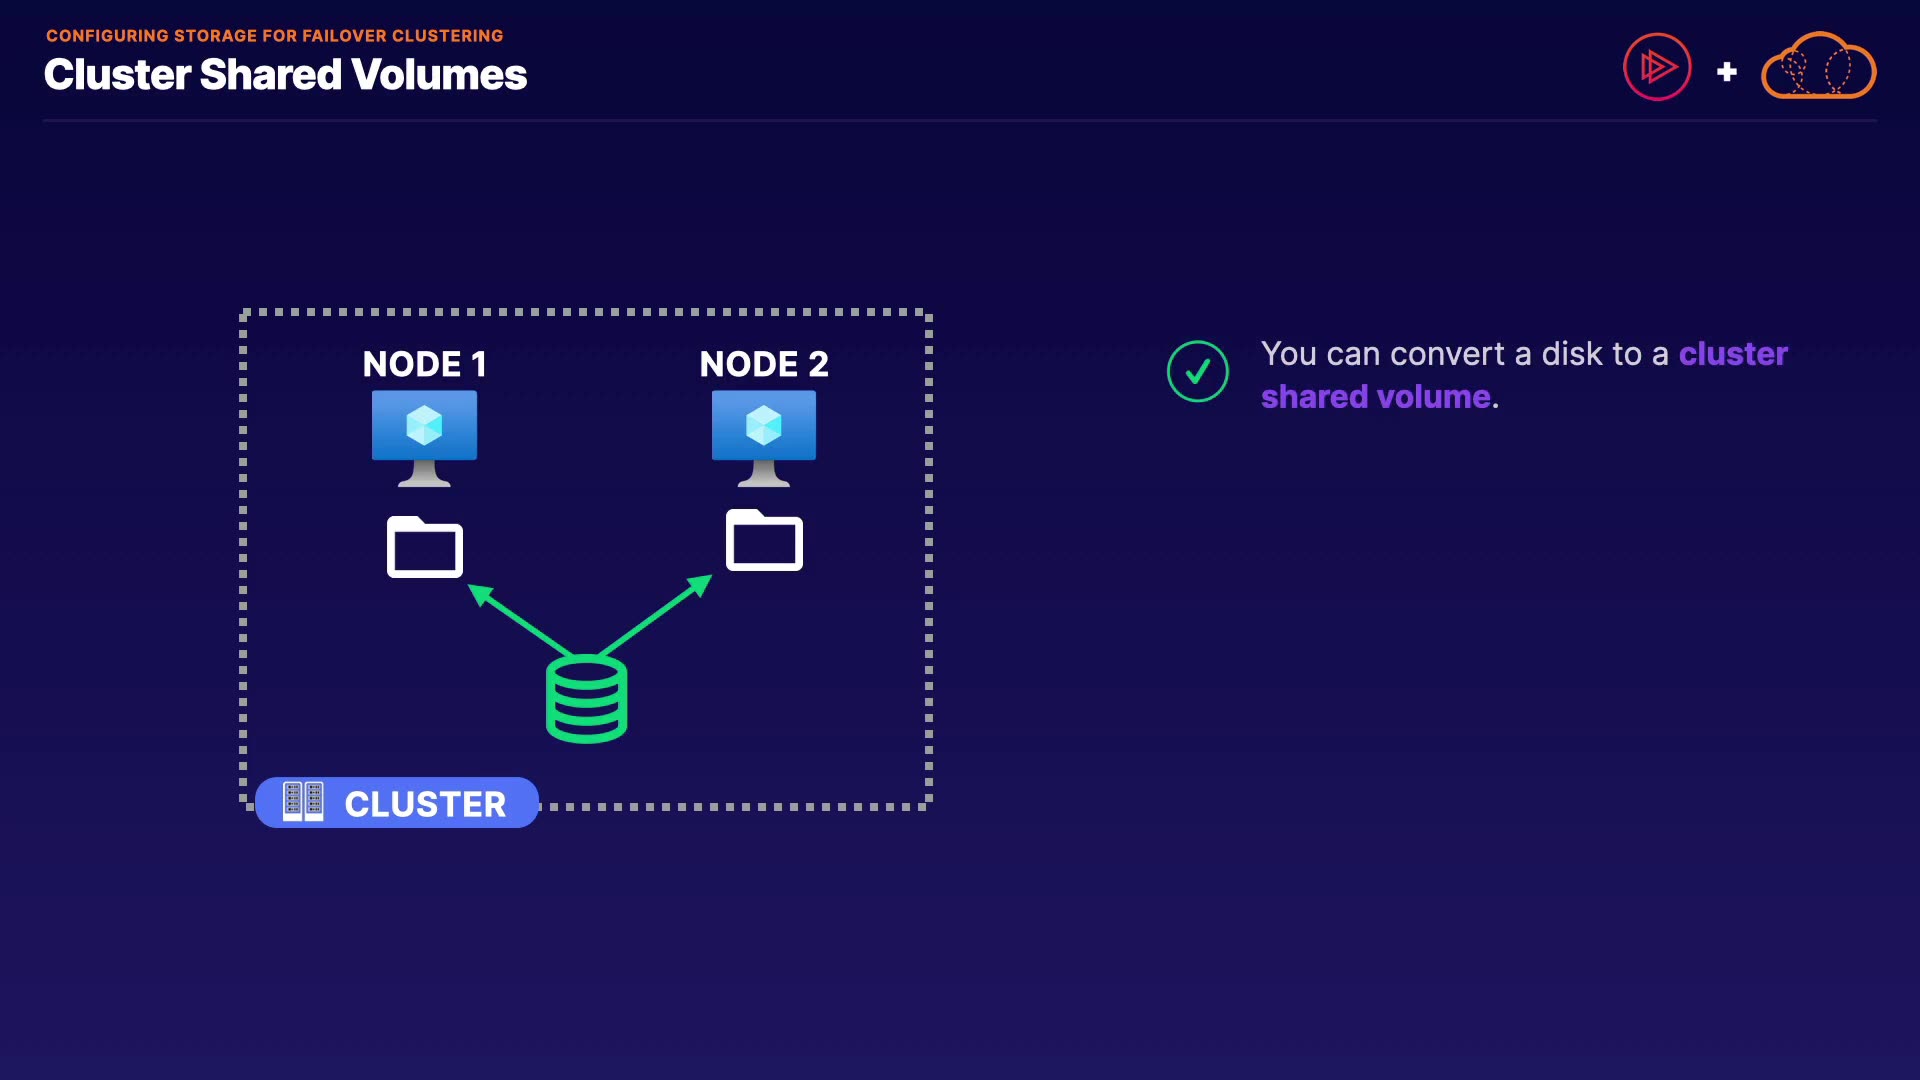 CONFIGURING STORAGE FOR FAILOVER CLUSTERING
Cluster Shared Volumes
NODE 1
NODE 2
You can convert a disk to a cluster
shared volume.
CLUSTER